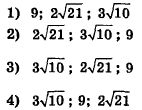 1) 9; 2√21; 3√10
2) 2√21; 3√10; 9
3) 3√10; 2√21; 9
4) 3√10; 9; 2√21